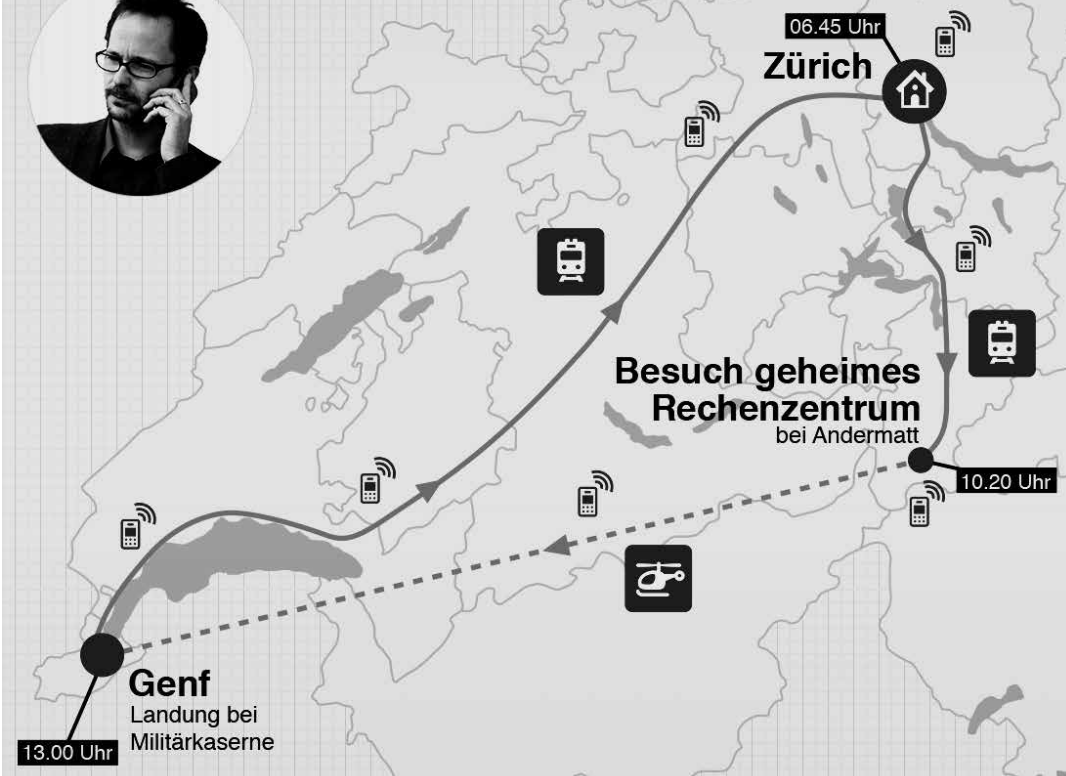 06.45 Uhr
Zürich
Besuch geheimes
Rechenzentrum
bei Andermatt
10.20 Uhr
Genf
Landung bei
Militärkaserne
13.00 Uhr